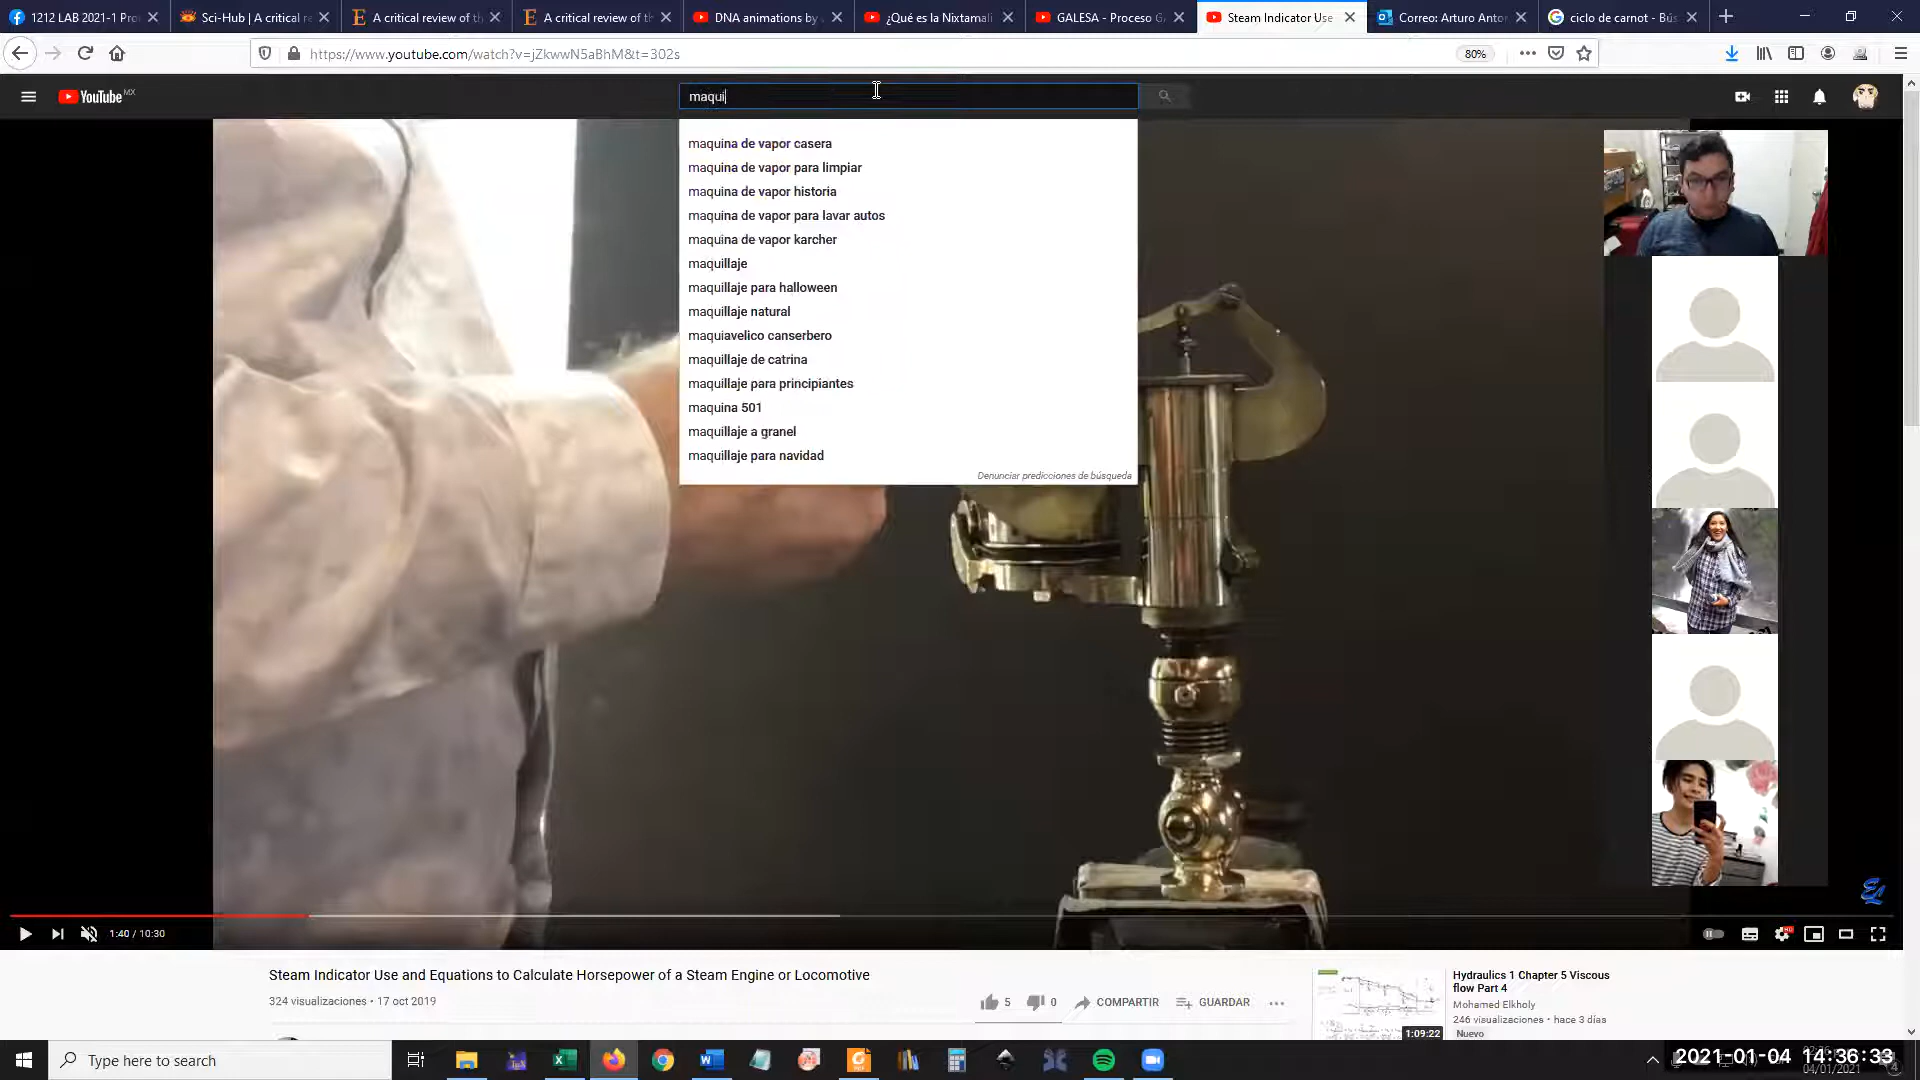 1212 LAB 2021-1 Pro
Sci-Hub | A critical re
A critical review of th
A critical review of th
DNA animations by
¿Qué es la Nixtamali
GALESA - Proceso G
Steam Indicator Use
Correo: Arturo Anto
ciclo de carnot - Bús
https://www.youtube.com/watch?v=jZkwwN5aBhM&t=302s
80%
YouTube MX
maqui
maquina de vapor casera
maquina de vapor para limpiar
maquina de vapor historia
maquina de vapor para lavar autos
maquina de vapor karcher
maquillaje
maquillaje para halloween
maquillaje natural
maquiavelico canserbero
maquillaje de catrina
maquillaje para principiantes
maquina 501
maquillaje a granel
maquillaje para navidad
Denunciar predicciones de búsqueda
1:40 / 10:30
Steam Indicator Use and Equations to Calculate Horsepower of a Steam Engine or Locomotive
324 visualizaciones • 17 oct 2019
5
0
COMPARTIR
GUARDAR
Hydraulics 1 Chapter 5 Viscous
flow Part 4
Mohamed Elkholy
246 visualizaciones • hace 3 días
Nuevo
1:09:22
Type here to search
2021-01-04 14:36:33
04/01/2021